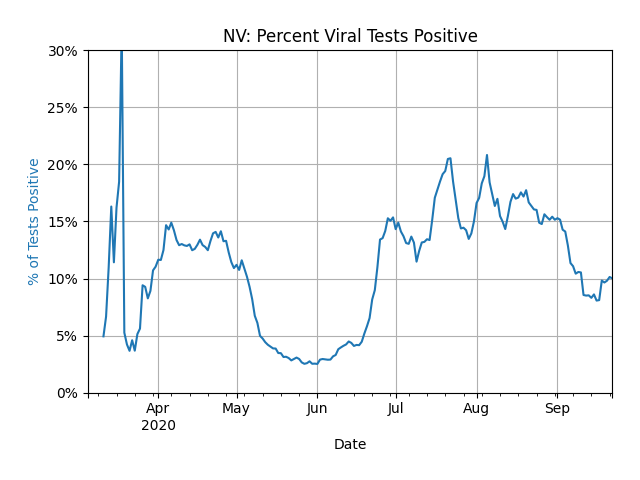 NV: Percent Viral Tests Positive
30%
25%
20%
15%
10%
5%
0%
% of Tests Positive
Apr May Jun Jul Aug Sep
2020
Date